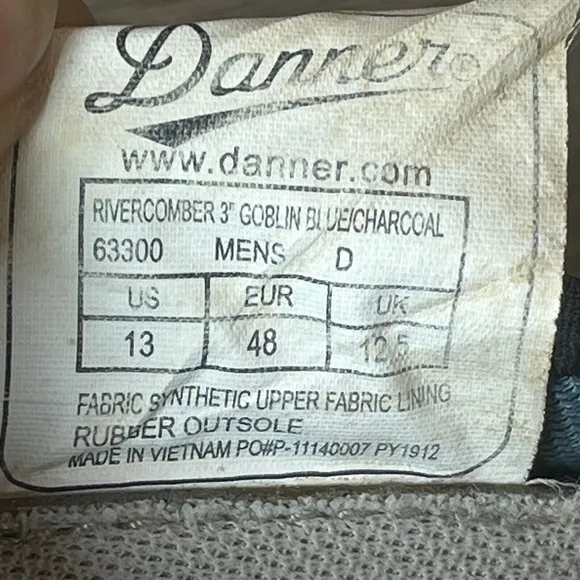 Danner®
www.danner.com
RIVERCOMBER 3" GOBLIN BLUE/CHARCOAL
63300 MENS D
US EUR UK
13 48 12.5
FABRIC SYNTHETIC UPPER FABRIC LINING
RUBBER OUTSOLE
MADE IN VIETNAM PO#P-11140007 PY1912